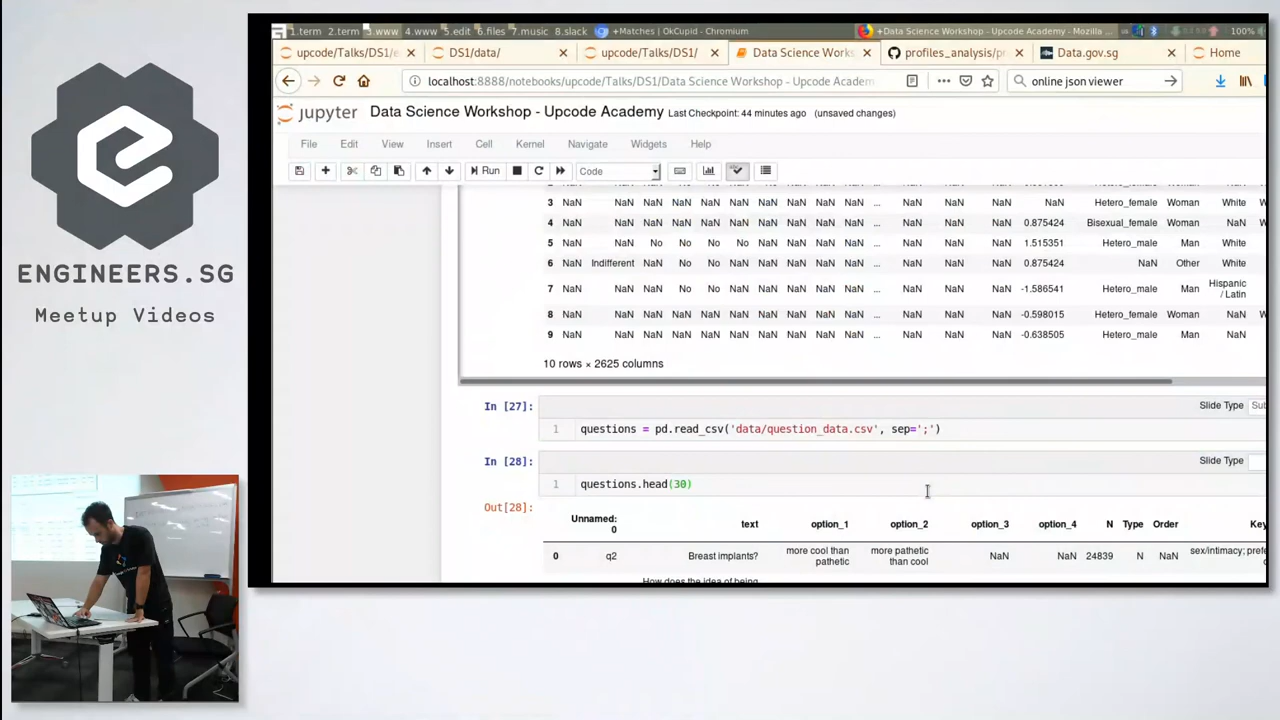 1.term 2.term 3.www 4.www 5.edit 6.files 7.music 8.slack +Matches | OkCupid - Chromium +Data Science Workshop - Upcode Academy - Mozilla ... 100%
upcode/Talks/DS1/e × DS1/data/ × upcode/Talks/DS1/ × Data Science Works × profiles_analysis/pr × Data.gov.sg × Home
localhost:8888/notebooks/upcode/Talks/DS1/Data Science Workshop - Upcode Academ online json viewer
jupyter Data Science Workshop - Upcode Academy Last Checkpoint: 44 minutes ago (unsaved changes)
File Edit View Insert Cell Kernel Navigate Widgets Help
Run Code
3 NaN NaN NaN NaN NaN NaN NaN NaN NaN ... NaN NaN NaN NaN Hetero_female Woman White
4 NaN NaN NaN NaN NaN NaN NaN NaN NaN ... NaN NaN NaN 0.875424 Bisexual_female Woman NaN
5 NaN NaN No No No No NaN NaN NaN ... NaN NaN NaN 1.515351 Hetero_female Man White
6 NaN Indifferent NaN No No NaN NaN NaN NaN ... NaN NaN NaN 0.875424 NaN Other White
7 NaN NaN NaN No No NaN NaN NaN NaN ... NaN NaN NaN -1.586541 Hetero_male Man Hispanic
/ Latin
8 NaN NaN NaN NaN NaN NaN NaN NaN NaN ... NaN NaN NaN -0.598015 Hetero_female Woman NaN
9 NaN NaN NaN NaN NaN NaN NaN NaN NaN ... NaN NaN NaN -0.638505 Hetero_male Man NaN
10 rows × 2625 columns
In [27]: Slide Type
1 questions = pd.read_csv('data/question_data.csv', sep=';')
In [28]: Slide Type
1 questions.head(30)
Out[28]:
Unnamed: 0 text option_1 option_2 option_3 option_4 N Type Order Key
0 q2 Breast implants? more cool than pathetic more pathetic than cool NaN NaN 24839 N NaN sex/intimacy; prefe
How does the idea of being
ENGINEERS.SG
Meetup Videos